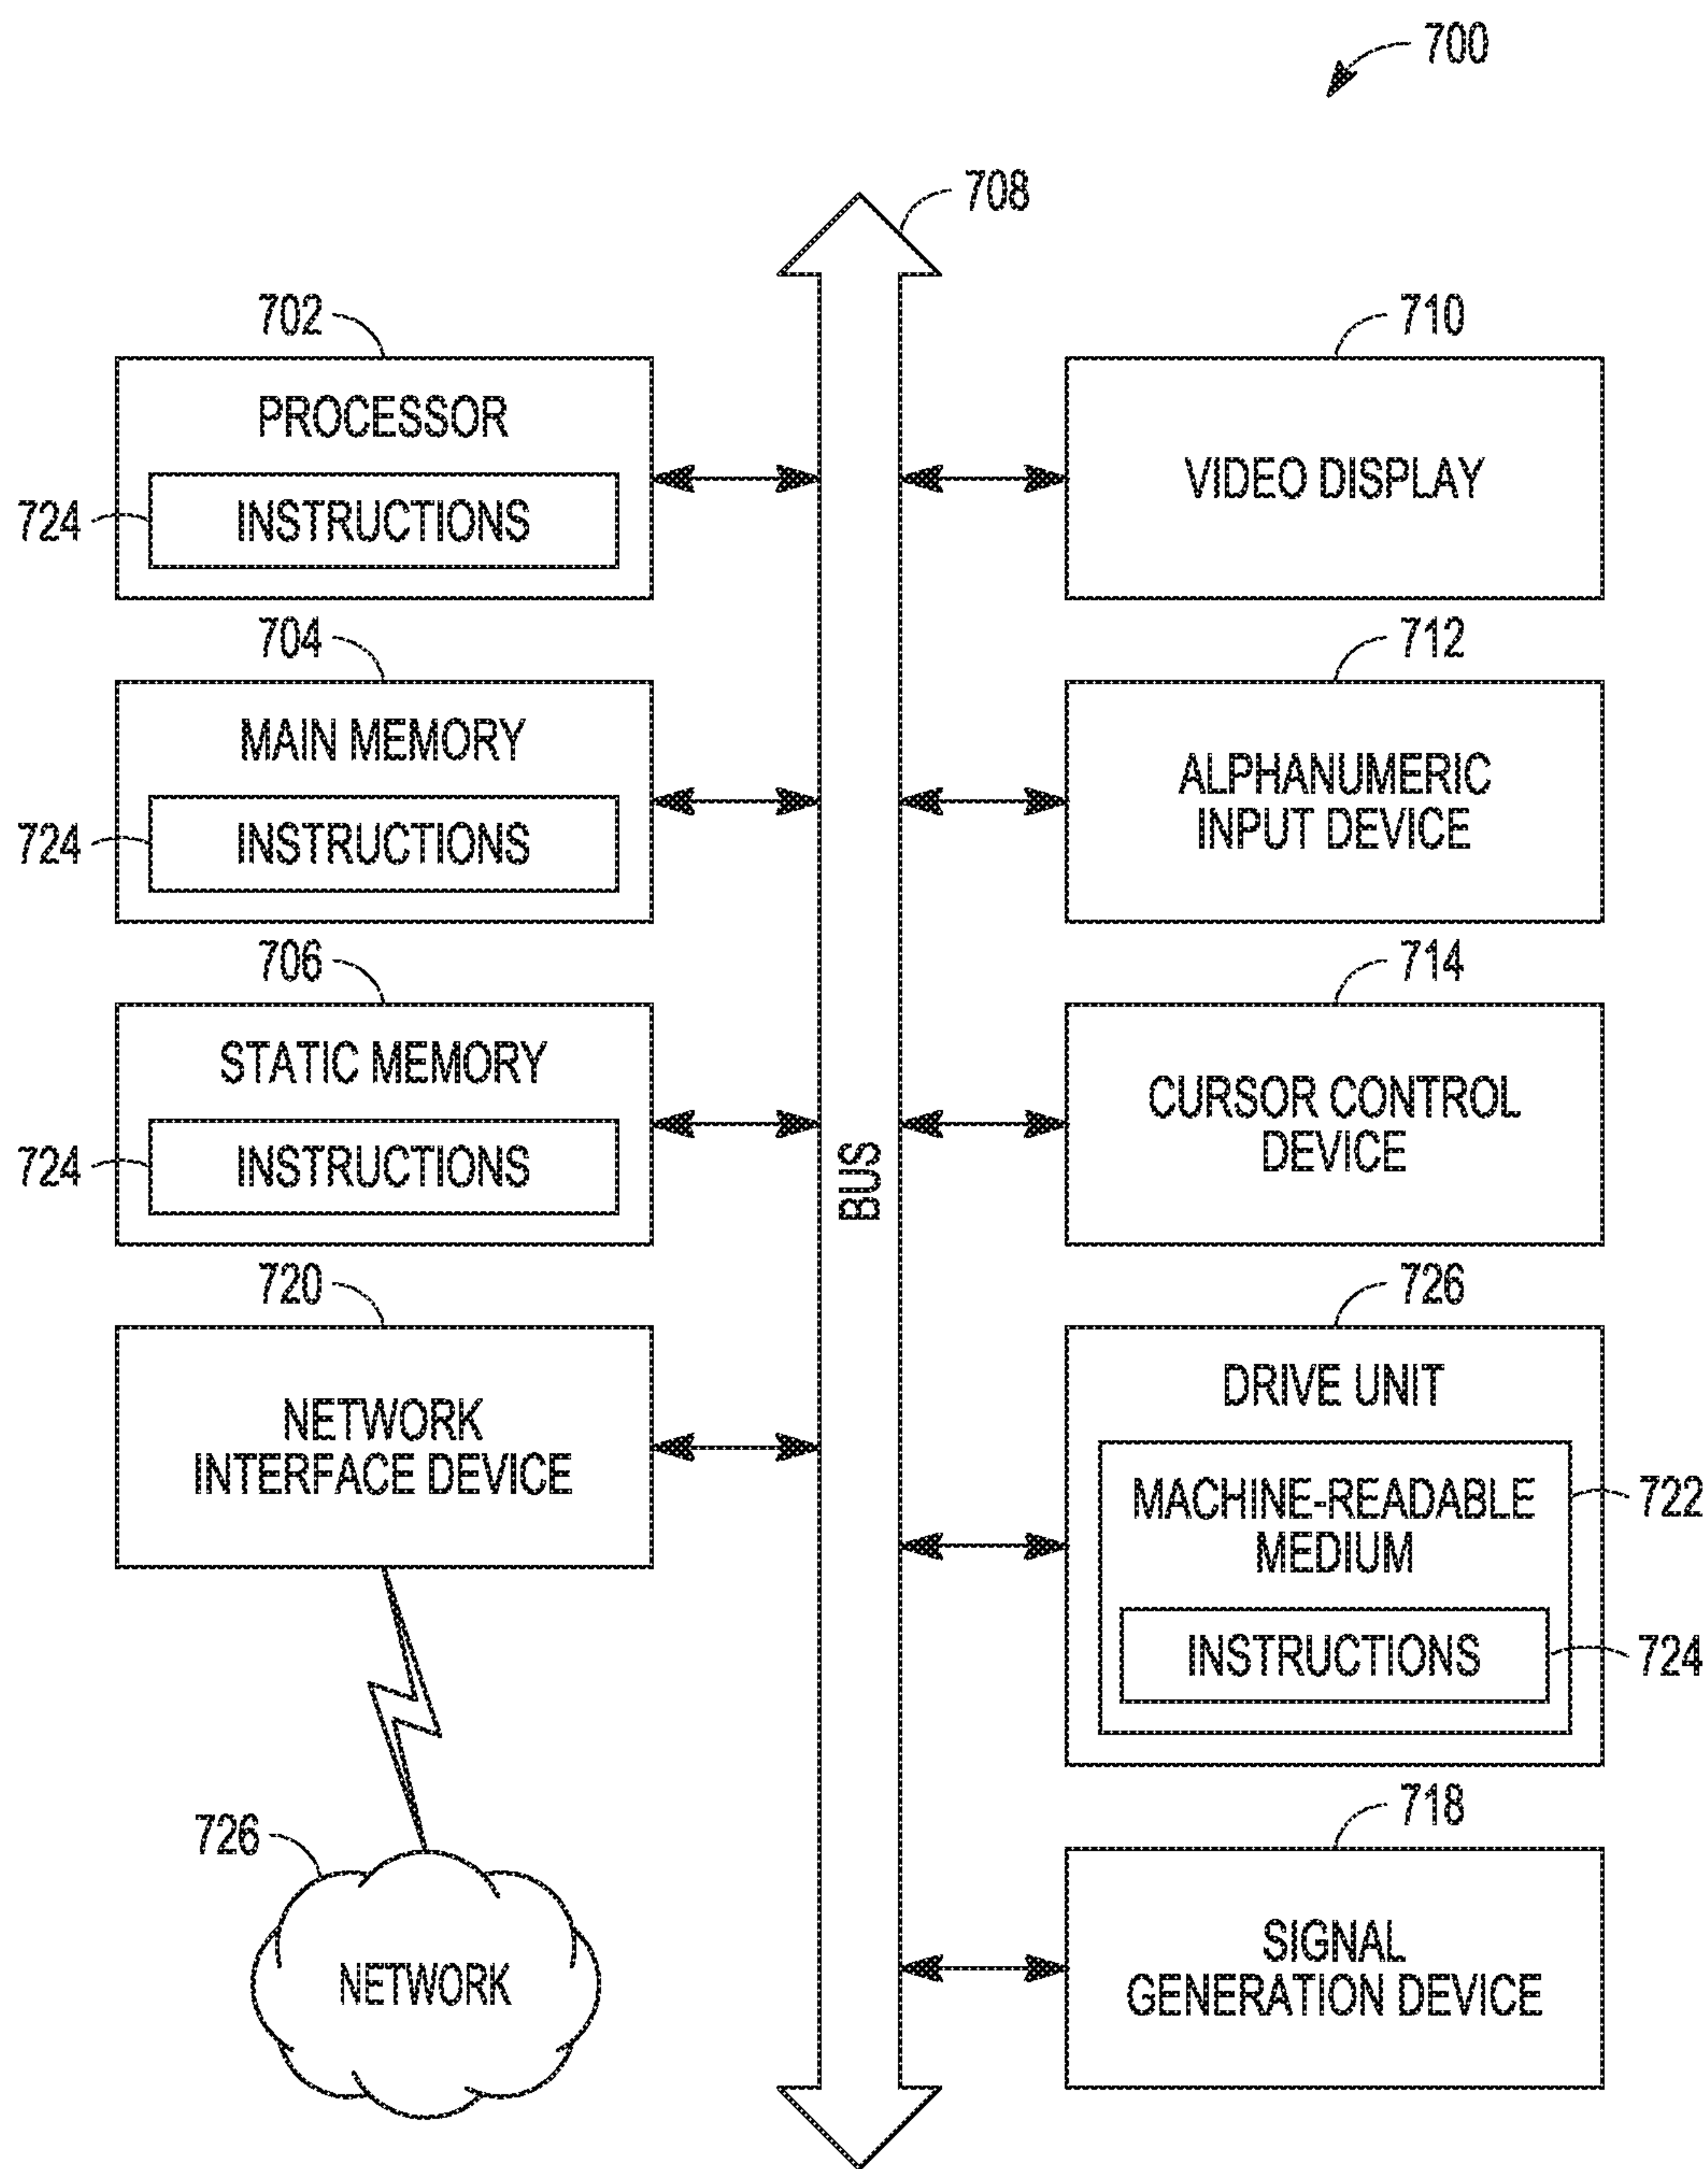 700
708
702
PROCESSOR
724
INSTRUCTIONS
704
MAIN MEMORY
724
INSTRUCTIONS
706
STATIC MEMORY
724
INSTRUCTIONS
720
NETWORK
INTERFACE DEVICE
726
NETWORK
BUS
710
VIDEO DISPLAY
712
ALPHANUMERIC
INPUT DEVICE
714
CURSOR CONTROL
DEVICE
726
DRIVE UNIT
MACHINE-READABLE
MEDIUM
722
INSTRUCTIONS
724
718
SIGNAL
GENERATION DEVICE